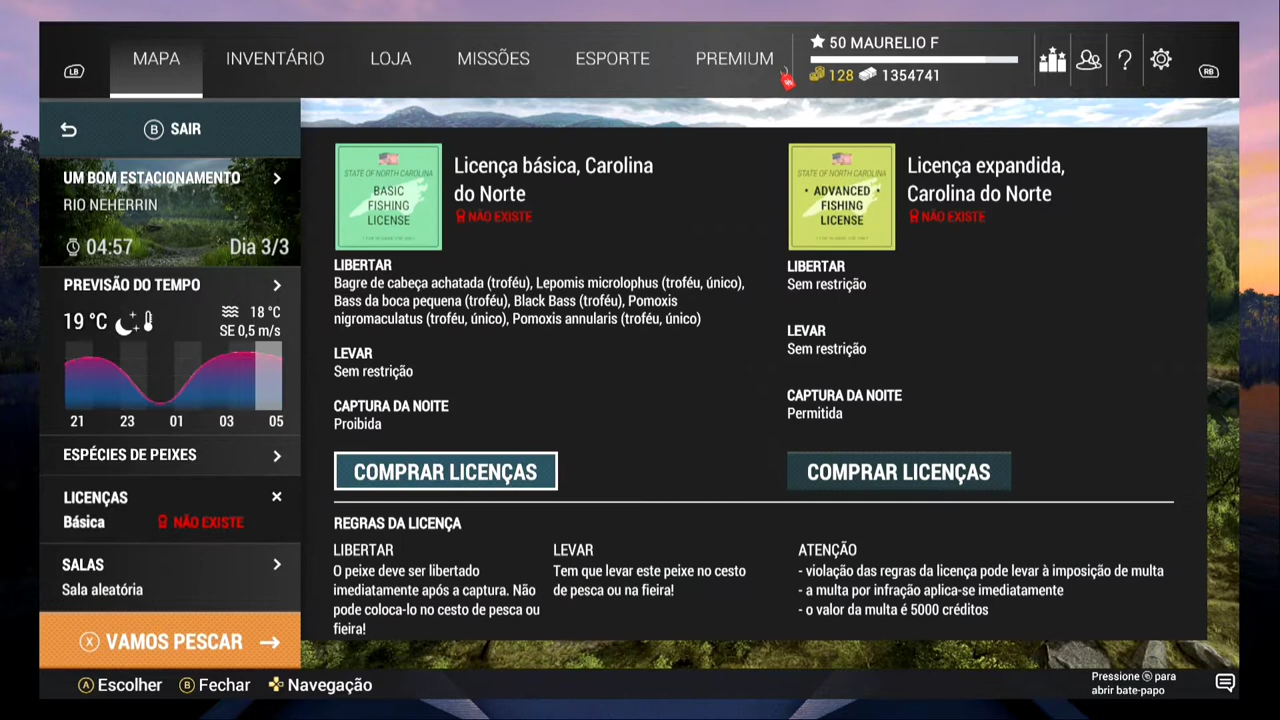 LB
MAPA
INVENTÁRIO
LOJA
MISSÕES
ESPORTE
PREMIUM
50 MAURELIO F
128 1354741
?
RB
B SAIR
UM BOM ESTACIONAMENTO
RIO NEHERRIN
04:57 Dia 3/3
PREVISÃO DO TEMPO
19 °C 18 °C
SE 0,5 m/s
21 23 01 03 05
ESPÉCIES DE PEIXES
LICENÇAS
Básica NÃO EXISTE
SALAS
Sala aleatória
X VAMOS PESCAR
STATE OF NORTH CAROLINA
BASIC
FISHING
LICENSE
Licença básica, Carolina
do Norte
NÃO EXISTE
LIBERTAR
Bagre de cabeça achatada (troféu), Lepomis microlophus (troféu, único),
Bass da boca pequena (troféu), Black Bass (troféu), Pomoxis
nigromaculatus (troféu, único), Pomoxis annularis (troféu, único)
LEVAR
Sem restrição
CAPTURA DA NOITE
Proibida
COMPRAR LICENÇAS
STATE OF NORTH CAROLINA
• ADVANCED •
FISHING
LICENSE
Licença expandida,
Carolina do Norte
NÃO EXISTE
LIBERTAR
Sem restrição
LEVAR
Sem restrição
CAPTURA DA NOITE
Permitida
COMPRAR LICENÇAS
REGRAS DA LICENÇA
LIBERTAR
O peixe deve ser libertado
imediatamente após a captura. Não
pode coloca-lo no cesto de pesca ou
fieira!
LEVAR
Tem que levar este peixe no cesto
de pesca ou na fieira!
ATENÇÃO
- violação das regras da licença pode levar à imposição de multa
- a multa por infração aplica-se imediatamente
- o valor da multa é 5000 créditos
A Escolher B Fechar Navegação
Pressione para
abrir bate-papo